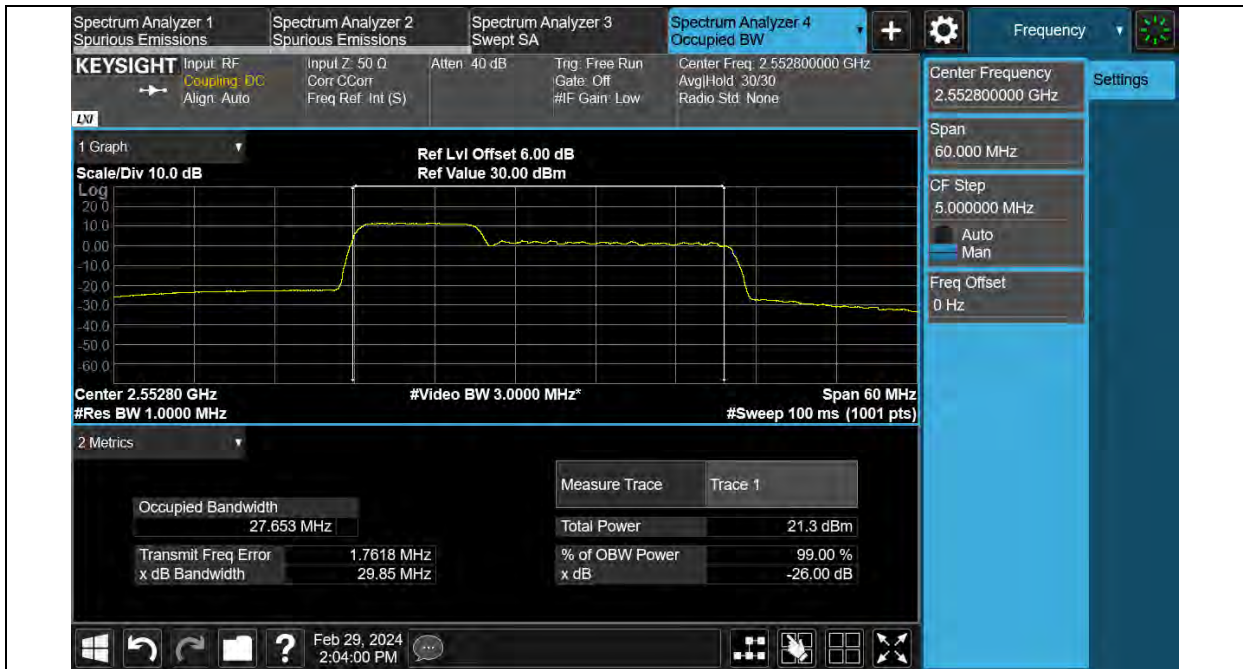 Spectrum Analyzer 1
Spurious Emissions
Spectrum Analyzer 2
Spurious Emissions
Spectrum Analyzer 3
Swept SA
Spectrum Analyzer 4
Occupied BW
Frequency
KEYSIGHT
LXI
Input: RF
Coupling: DC
Align: Auto
Input Z: 50 Ω
Corr CCorr
Freq Ref: Int (S)
Atten: 40 dB
Trig: Free Run
Gate: Off
#IF Gain: Low
Center Freq: 2.552800000 GHz
Avg|Hold: 30/30
Radio Std: None
Center Frequency
2.552800000 GHz
Settings
Span
60.000 MHz
CF Step
5.000000 MHz
Auto
Man
Freq Offset
0 Hz
1 Graph
Scale/Div 10.0 dB
Ref Lvl Offset 6.00 dB
Ref Value 30.00 dBm
Log
20.0
10.0
0.00
-10.0
-20.0
-30.0
-40.0
-50.0
-60.0
Center 2.55280 GHz
#Video BW 3.0000 MHz*
Span 60 MHz
#Res BW 1.0000 MHz
#Sweep 100 ms (1001 pts)
2 Metrics
Measure Trace
Trace 1
Occupied Bandwidth
27.653 MHz
Total Power
21.3 dBm
Transmit Freq Error
1.7618 MHz
% of OBW Power
99.00 %
x dB Bandwidth
29.85 MHz
x dB
-26.00 dB
Feb 29, 2024
2:04:00 PM